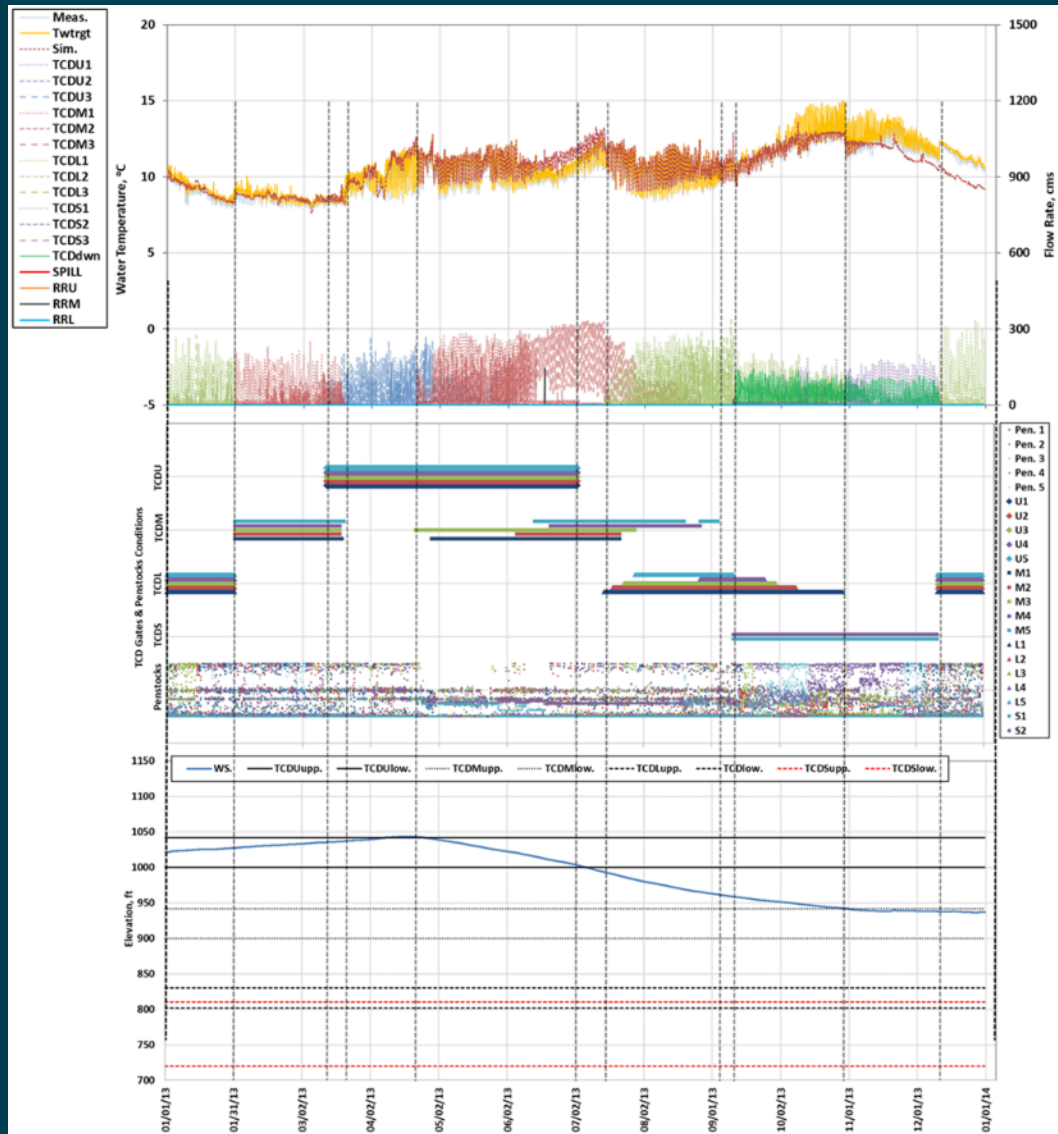 Meas.
Twtrgt
Sim.
TCDU1
TCDU2
TCDU3
TCDM1
TCDM2
TCDM3
TCDL1
TCDL2
TCDL3
TCDS1
TCDS2
TCDS3
TCDdwn
SPILL
RRU
RRM
RRL
Water Temperature, °C
20
15
10
5
0
-5
Flow Rate, cms
1500
1200
900
600
300
0
TCD Gates & Penstocks Conditions
TCDU
TCDM
TCDL
TCDS
Penstocks
Pen. 1
Pen. 2
Pen. 3
Pen. 4
Pen. 5
U1
U2
U3
U4
U5
M1
M2
M3
M4
M5
L1
L2
L3
L4
L5
S1
S2
WS. TCDUupp. TCDUlow. TCDMupp. TCDMlow. TCDLupp. TCDlow. TCDSupp. TCDSlow.
Elevation, ft
1150
1100
1050
1000
950
900
850
800
750
700
01/01/13
01/31/13
03/02/13
04/02/13
05/02/13
06/02/13
07/02/13
08/02/13
09/01/13
10/02/13
11/01/13
12/02/13
01/01/14